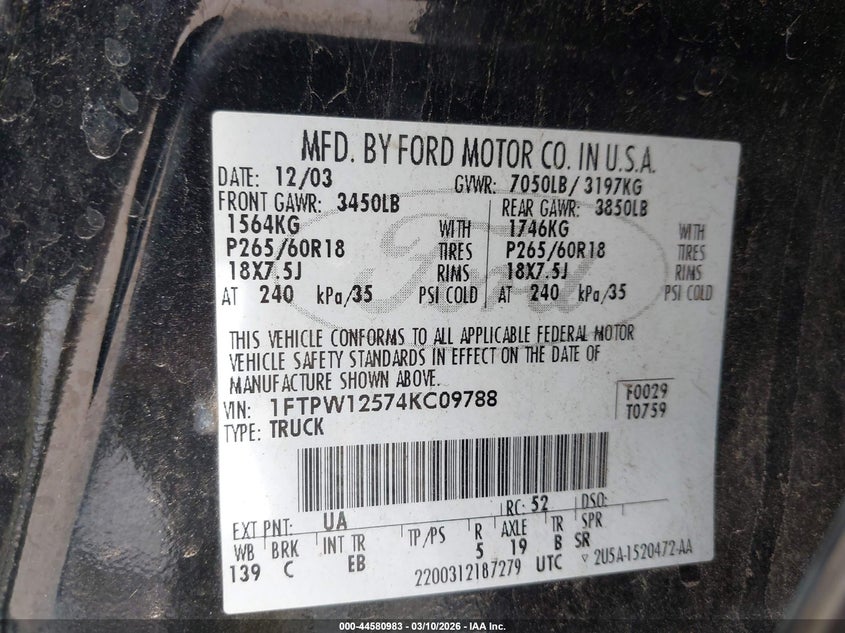 MFD. BY FORD MOTOR CO. IN U.S.A.
DATE: 12/03 GVWR: 7050LB/ 3197KG
FRONT GAWR: 3450LB REAR GAWR: 3850LB
1564KG WITH 1746KG WITH
P265/60R18 TIRES P265/60R18 TIRES
18X7.5J RIMS 18X7.5J RIMS
AT 240 kPa/35 PSI COLD AT 240 kPa/35 PSI COLD
Ford
THIS VEHICLE CONFORMS TO ALL APPLICABLE FEDERAL MOTOR
VEHICLE SAFETY STANDARDS IN EFFECT ON THE DATE OF
MANUFACTURE SHOWN ABOVE.
VIN: 1FTPW12574KC09788 F0029
TYPE: TRUCK T0759
EXT PNT: UA RC: 52 DSO:
WB BRK INT TR TP/PS R AXLE TR SPR
139 C EB 5 19 B SR
2200312187279 UTC ▽ 2U5A-1520472-AA
000-44580983 — 03/10/2026 — IAA Inc.